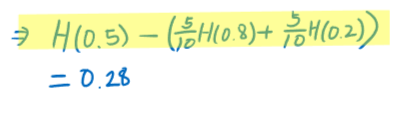 ⇒ H(0.5) - (5/10 H(0.8) + 5/10 H(0.2))
= 0.28